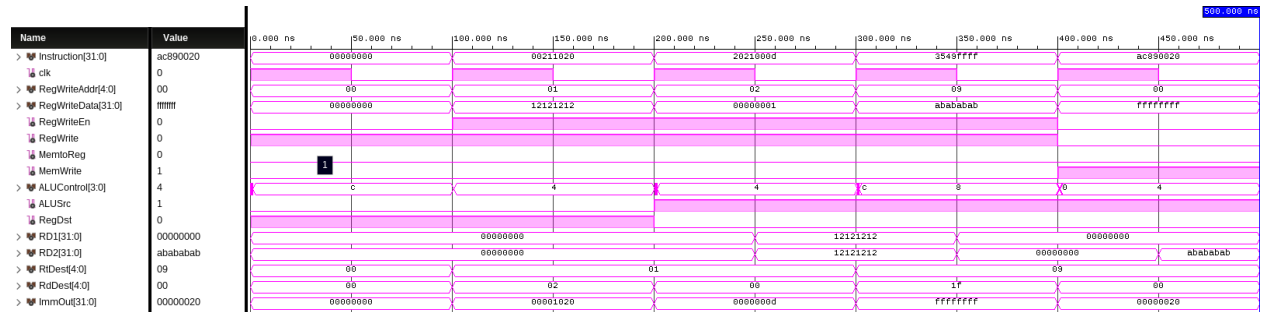 500.000 ns
Name Value 0.000 ns 50.000 ns 100.000 ns 150.000 ns 200.000 ns 250.000 ns 300.000 ns 350.000 ns 400.000 ns 450.000 ns
Instruction[31:0] ac890020 00000000 00211020 2021000d 3549ffff ac890020
clk 0
RegWriteAddr[4:0] 00 00 01 02 09 00
RegWriteData[31:0] ffffffff 00000000 12121212 00000001 abababab ffffffff
RegWriteEn 0
RegWrite 0
MemtoReg 0
1
MemWrite 1
ALUControl[3:0] 4 c 4 4 c 8 0 4
ALUSrc 1
RegDst 0
RD1[31:0] 00000000 00000000 12121212 00000000
RD2[31:0] abababab 00000000 12121212 00000000 abababab
RtDest[4:0] 09 00 01 09
RdDest[4:0] 00 00 02 00 1f 00
ImmOut[31:0] 00000020 00000000 00001020 0000000d ffffffff 00000020